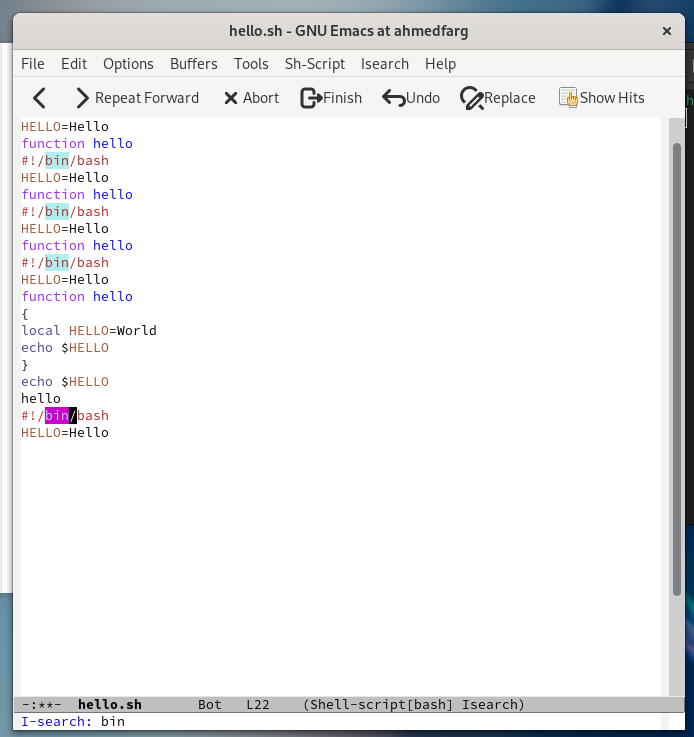 hello.sh - GNU Emacs at ahmedfarg ×
File Edit Options Buffers Tools Sh-Script Isearch Help
Repeat Forward Abort Finish Undo Replace Show Hits
HELLO=Hello
function hello
#!/bin/bash
HELLO=Hello
function hello
#!/bin/bash
HELLO=Hello
function hello
#!/bin/bash
HELLO=Hello
function hello
{
local HELLO=World
echo $HELLO
}
echo $HELLO
hello
#!/bin/bash
HELLO=Hello
-:**- hello.sh Bot L22 (Shell-script[bash] Isearch)
I-search: bin